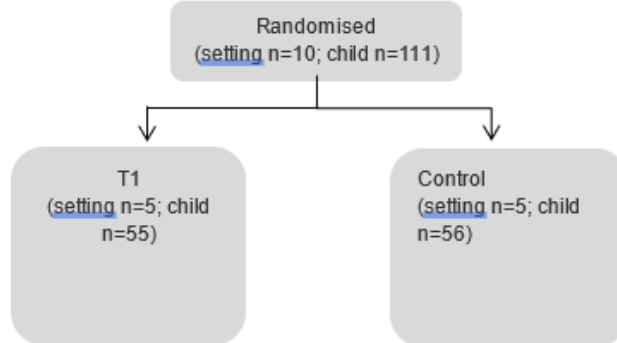 Randomised
(setting n=10; child n=111)
T1
(setting n=5; child
n=55)
Control
(setting n=5; child
n=56)